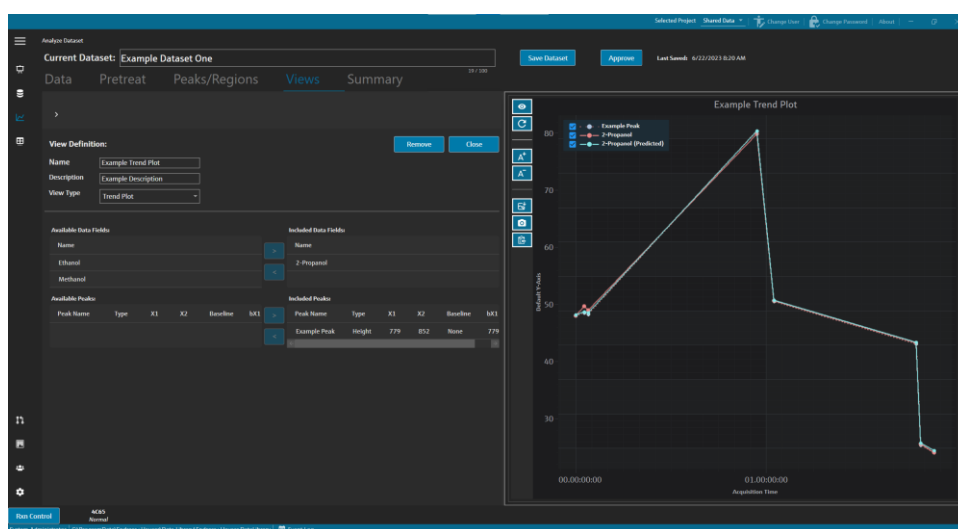 Selected Project Shared Data Change User Change Password About
Analyze Dataset
Current Dataset: Example Dataset One
Save Dataset Approve Last Saved: 6/22/2023 8:20 AM
19 / 100
Data Pretreat Peaks/Regions Views Summary
>
View Definition: Remove Close
Name Example Trend Plot
Description Example Description
View Type Trend Plot
Available Data Fields: Included Data Fields:
Name > Name
Ethanol 2-Propanol
Methanol <
Available Peaks: Included Peaks:
Peak Name Type X1 X2 Baseline bX1 > Peak Name Type X1 X2 Baseline bX1
< Example Peak Height 779 852 None 779
Example Trend Plot
Example Peak
2-Propanol
2-Propanol (Predicted)
A+
A-
80
70
60
50
40
30
Default Y-Axis
00.00:00:00 01.00:00:00
Acquisition Time
Run Control
4C85
Normal